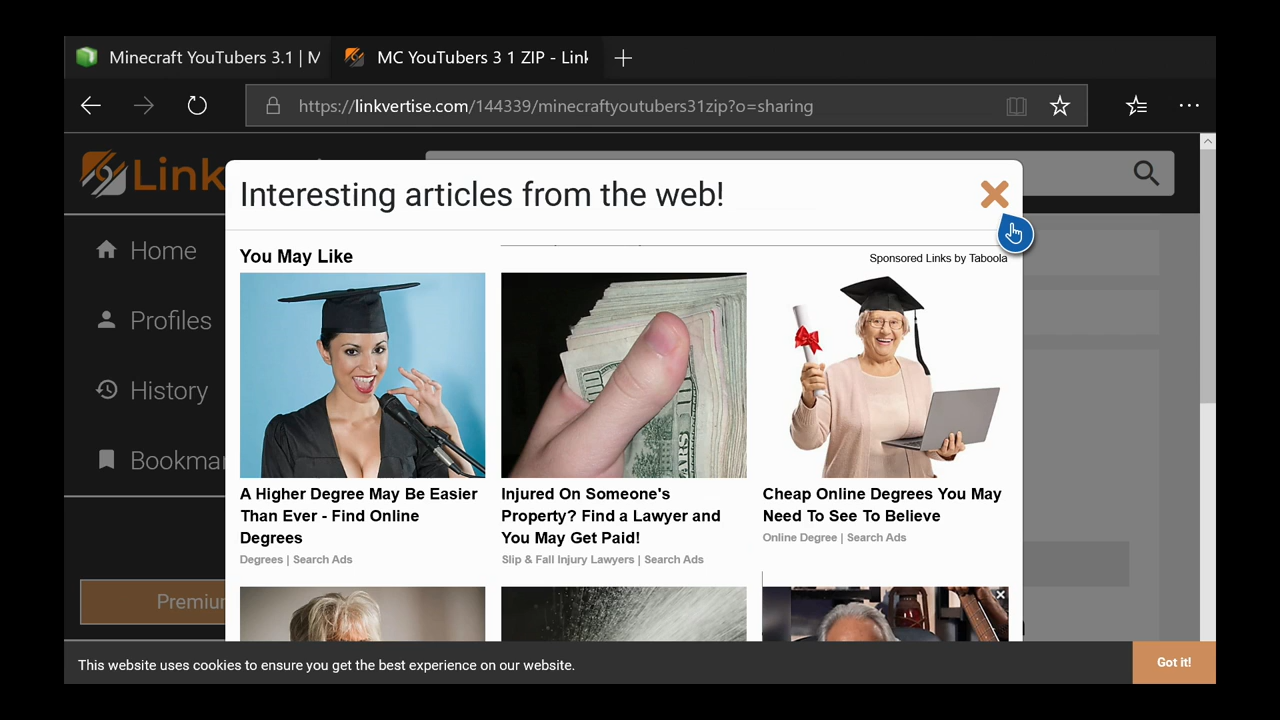 Minecraft YouTubers 3.1 | M
MC YouTubers 3 1 ZIP - Link
https://linkvertise.com/144339/minecraftyoutubers31zip?o=sharing
Link
Interesting articles from the web!
Home
Profiles
History
Bookmar
Premiur
You May Like
Sponsored Links by Taboola
A Higher Degree May Be Easier
Than Ever - Find Online
Degrees
Degrees | Search Ads
Injured On Someone's
Property? Find a Lawyer and
You May Get Paid!
Slip & Fall Injury Lawyers | Search Ads
Cheap Online Degrees You May
Need To See To Believe
Online Degree | Search Ads
This website uses cookies to ensure you get the best experience on our website.
Got it!